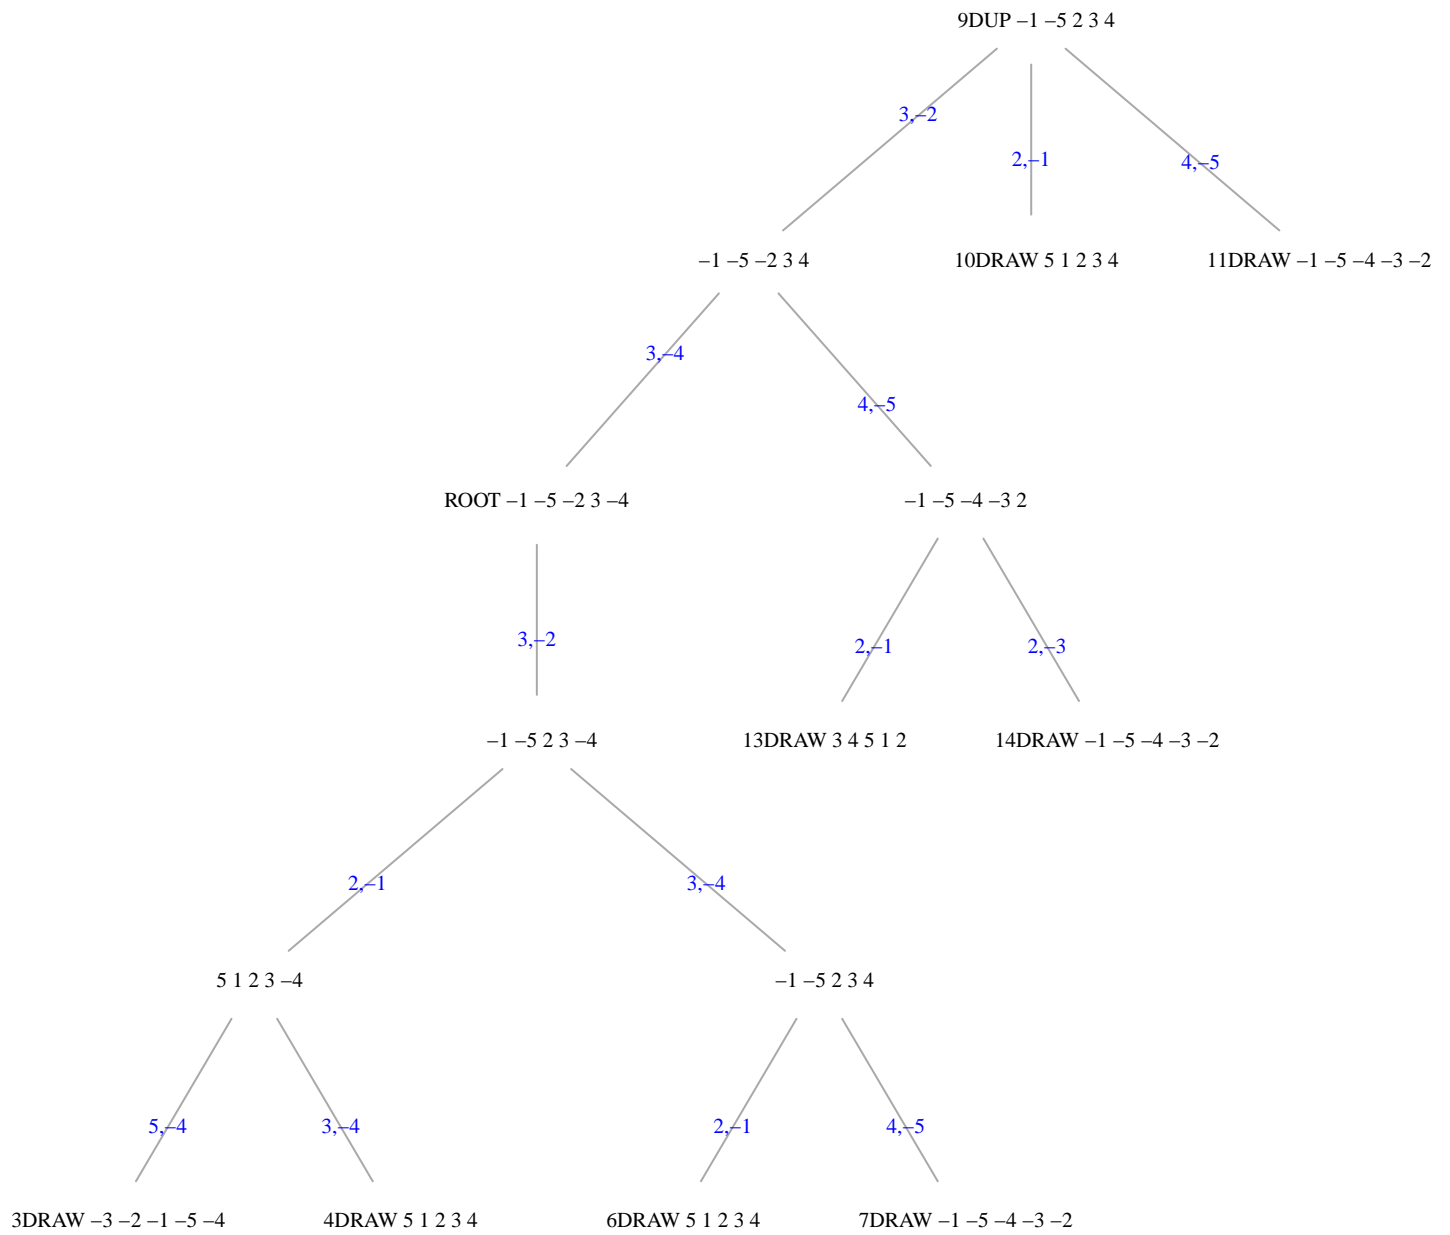 9DUP –1 –5 2 3 4
3,–2
2,–1
4,–5
–1 –5 –2 3 4
10DRAW 5 1 2 3 4
11DRAW –1 –5 –4 –3 –2
3,–4
4,–5
ROOT –1 –5 –2 3 –4
–1 –5 –4 –3 2
3,–2
2,–1
2,–3
–1 –5 2 3 –4
13DRAW 3 4 5 1 2
14DRAW –1 –5 –4 –3 –2
2,–1
3,–4
5 1 2 3 –4
–1 –5 2 3 4
5,–4
3,–4
2,–1
4,–5
3DRAW –3 –2 –1 –5 –4
4DRAW 5 1 2 3 4
6DRAW 5 1 2 3 4
7DRAW –1 –5 –4 –3 –2